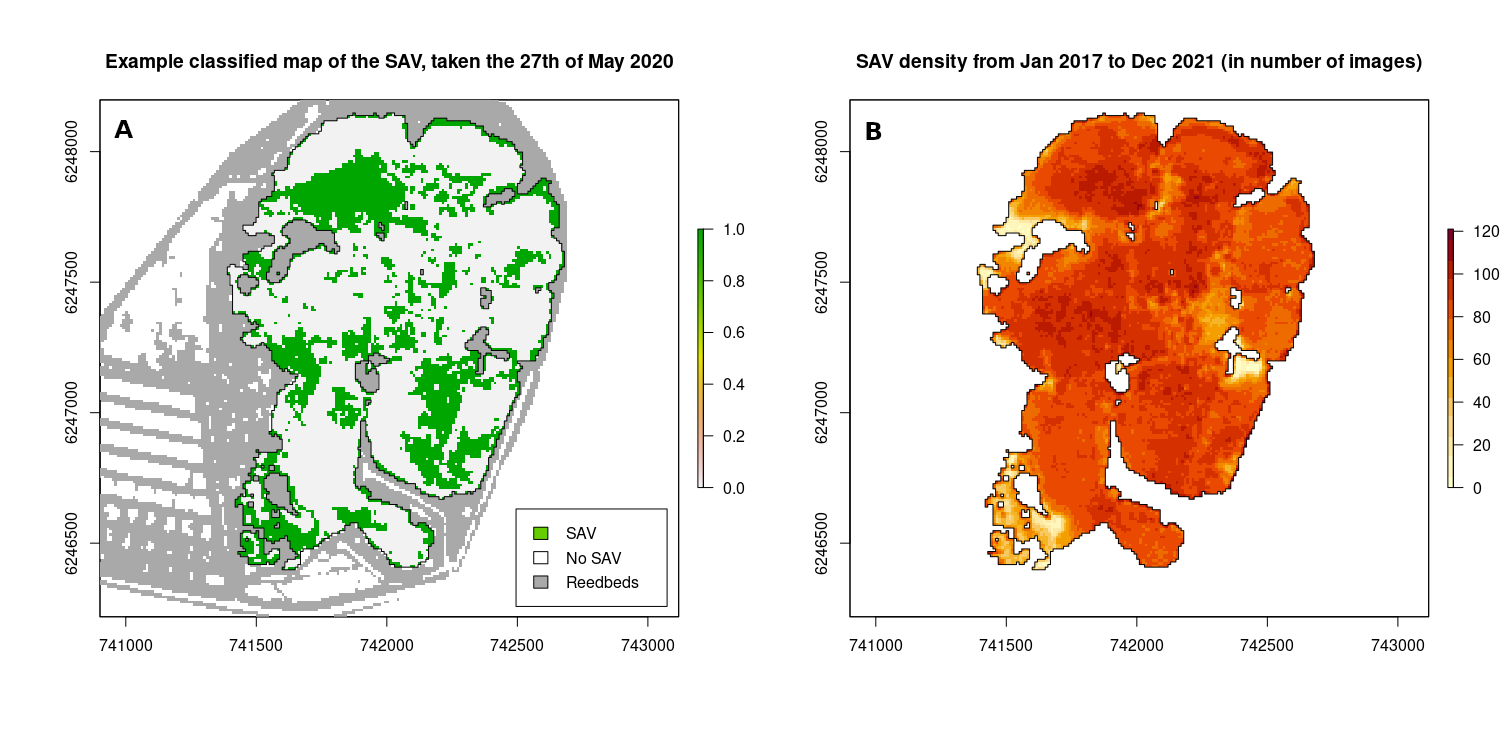 Example classified map of the SAV, taken the 27th of May 2020
A
6248000
6247500
6247000
6246500
741000 741500 742000 742500 743000
1.0
0.8
0.6
0.4
0.2
0.0
SAV
No SAV
Reedbeds
SAV density from Jan 2017 to Dec 2021 (in number of images)
B
6248000
6247500
6247000
6246500
741000 741500 742000 742500 743000
120
100
80
60
40
20
0